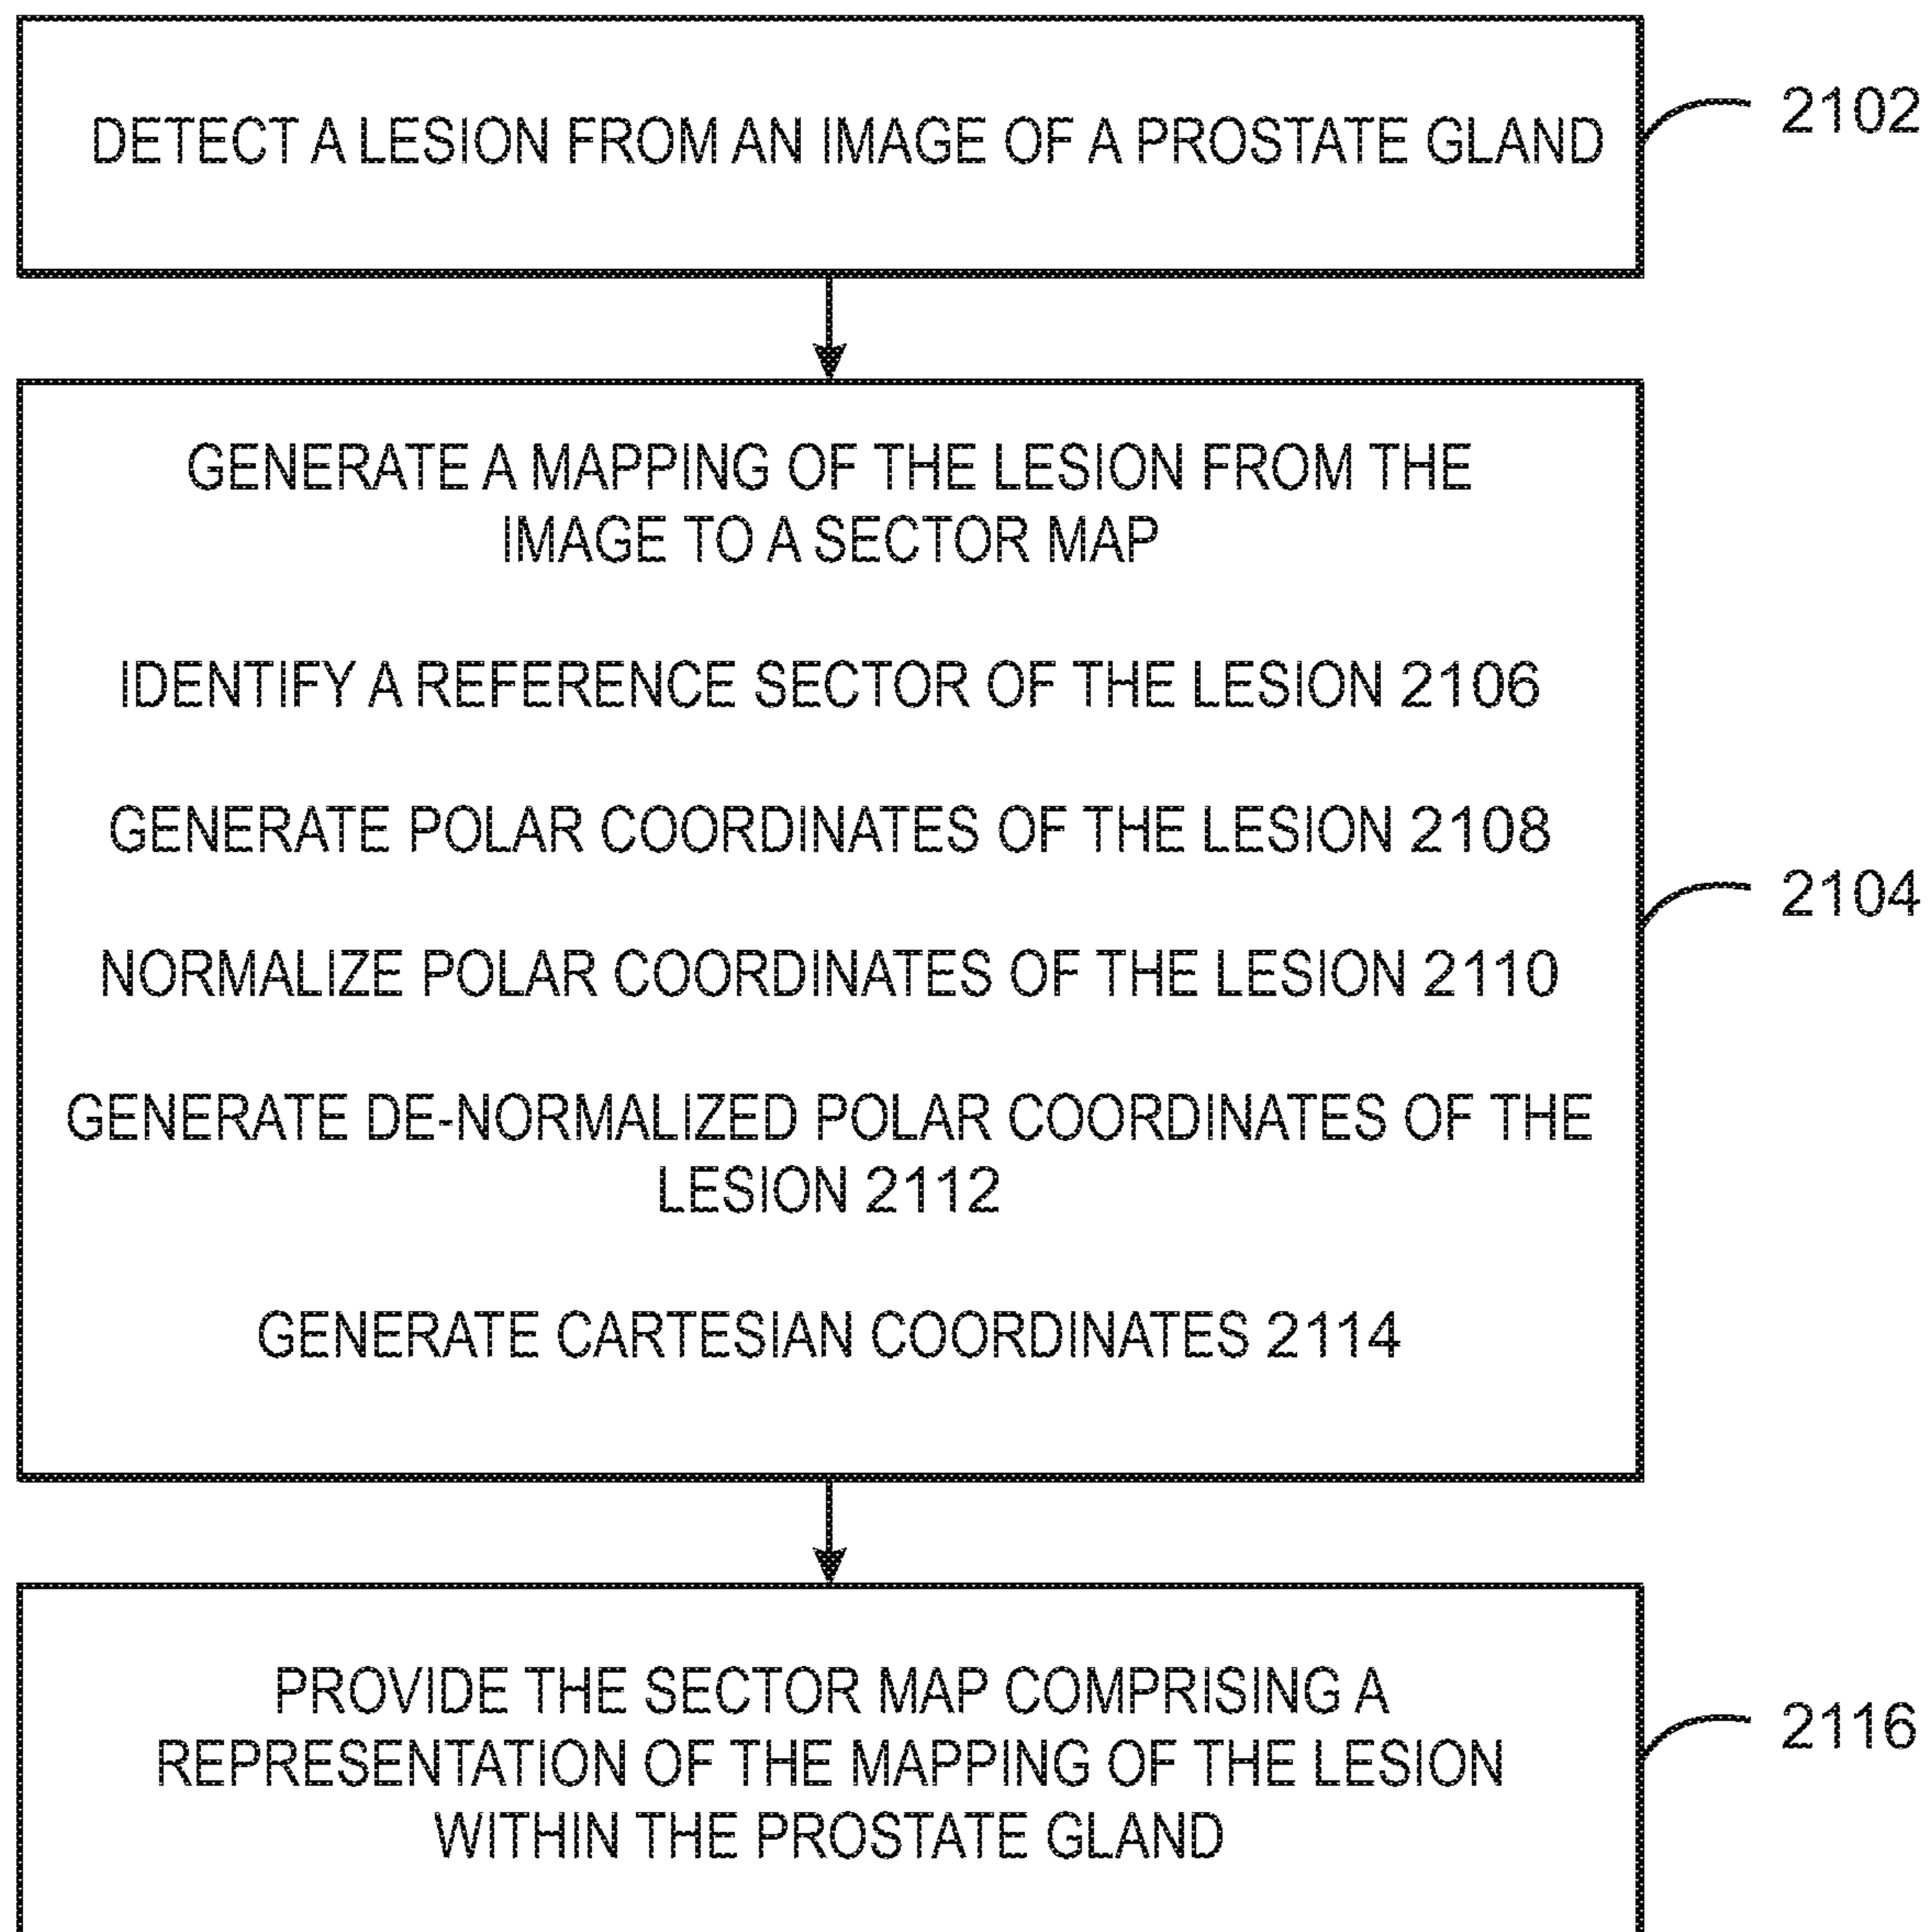 DETECT A LESION FROM AN IMAGE OF A PROSTATE GLAND
2102
GENERATE A MAPPING OF THE LESION FROM THE
IMAGE TO A SECTOR MAP
IDENTIFY A REFERENCE SECTOR OF THE LESION 2106
GENERATE POLAR COORDINATES OF THE LESION 2108
2104
NORMALIZE POLAR COORDINATES OF THE LESION 2110
GENERATE DE-NORMALIZED POLAR COORDINATES OF THE
LESION 2112
GENERATE CARTESIAN COORDINATES 2114
PROVIDE THE SECTOR MAP COMPRISING A
2116
REPRESENTATION OF THE MAPPING OF THE LESION
WITHIN THE PROSTATE GLAND